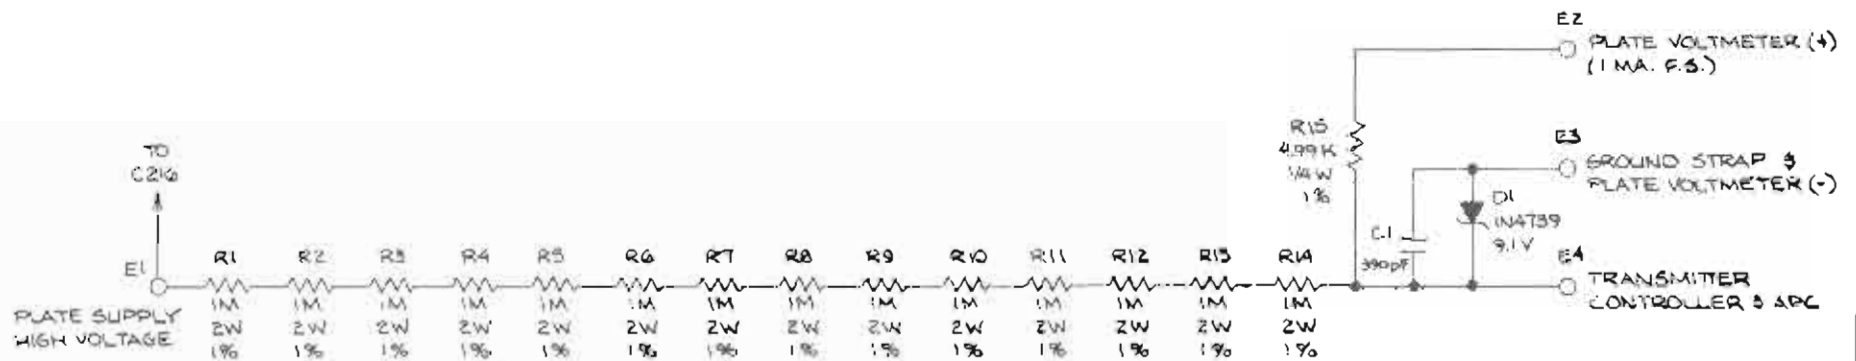 E2
PLATE VOLTMETER (+)
(1 MA. F.S.)
R15
4.99K
1/4 W
1%
E3
GROUND STRAP &
PLATE VOLTMETER (-)
TO
C216
D1
1N4739
9.1V
C1
390pF
E4
TRANSMITTER
CONTROLLER & APC
E1
PLATE SUPPLY
HIGH VOLTAGE
R1 R2 R3 R4 R5 R6 R7 R8 R9 R10 R11 R12 R13 R14
1M 1M 1M 1M 1M 1M 1M 1M 1M 1M 1M 1M 1M 1M
2W 2W 2W 2W 2W 2W 2W 2W 2W 2W 2W 2W 2W 2W
1% 1% 1% 1% 1% 1% 1% 1% 1% 1% 1% 1% 1% 1%